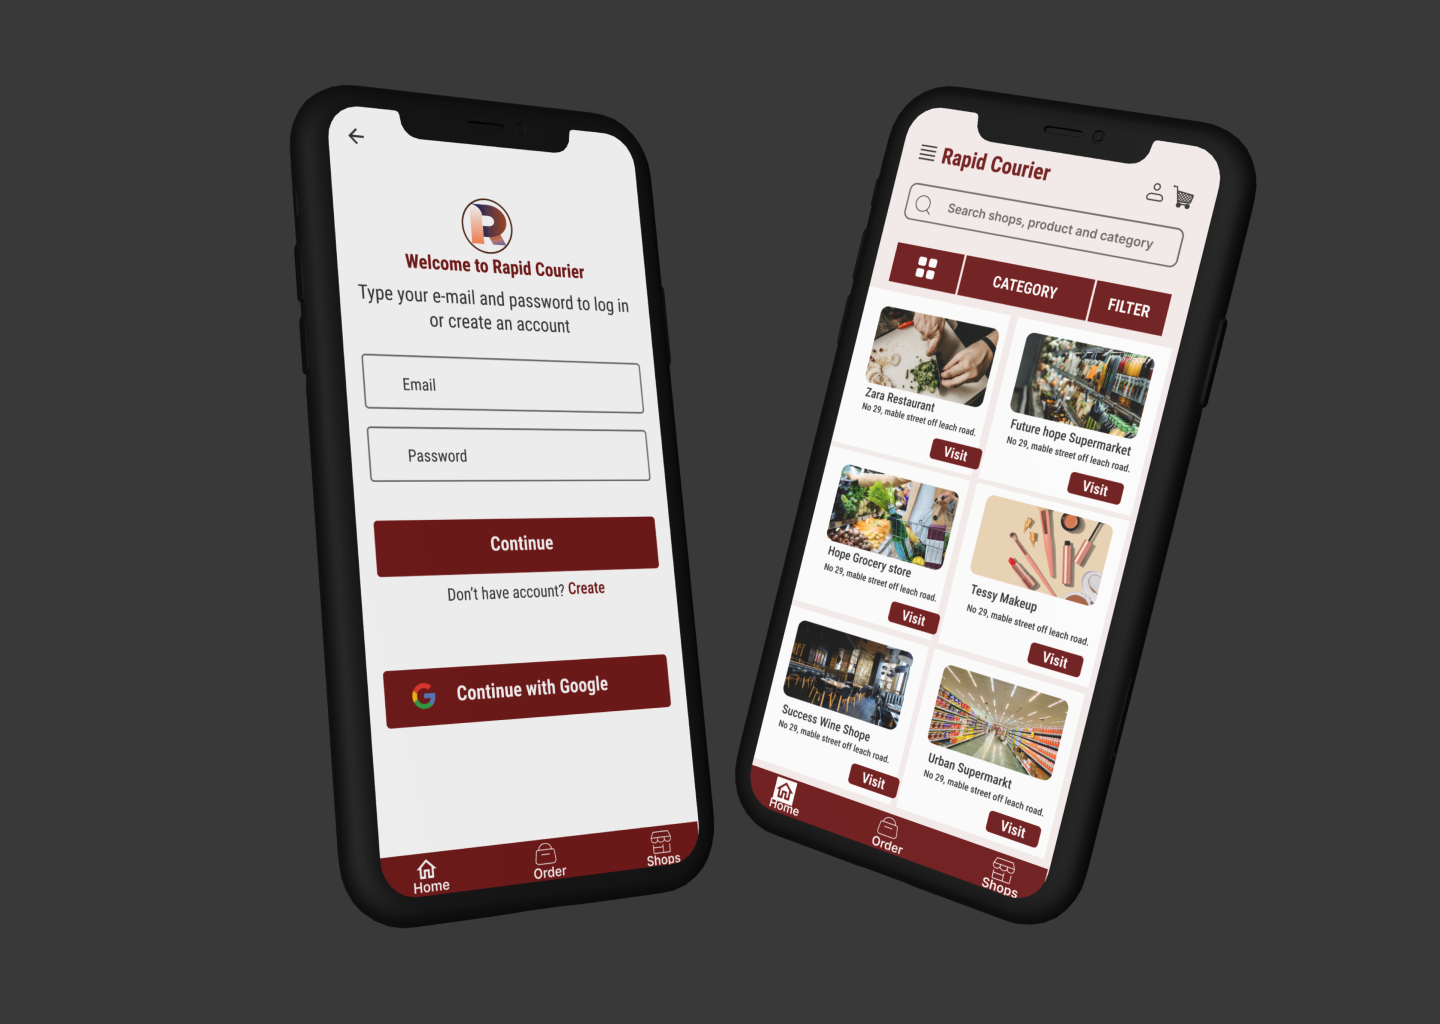 R
Welcome to Rapid Courier
Type your e-mail and password to log in
or create an account
Email
Password
Continue
Don't have account? Create
G Continue with Google
Home
Order
Shops
Rapid Courier
Search shops, product and category
CATEGORY
FILTER
Zara Restaurant
No 29, mable street off leach road.
Visit
Future hope Supermarket
No 29, mable street off leach road.
Visit
Hope Grocery store
No 29, mable street off leach road.
Visit
Tessy Makeup
No 29, mable street off leach road.
Visit
Success Wine Shope
No 29, mable street off leach road.
Visit
Urban Supermarkt
No 29, mable street off leach road.
Visit
Home
Order
Shops